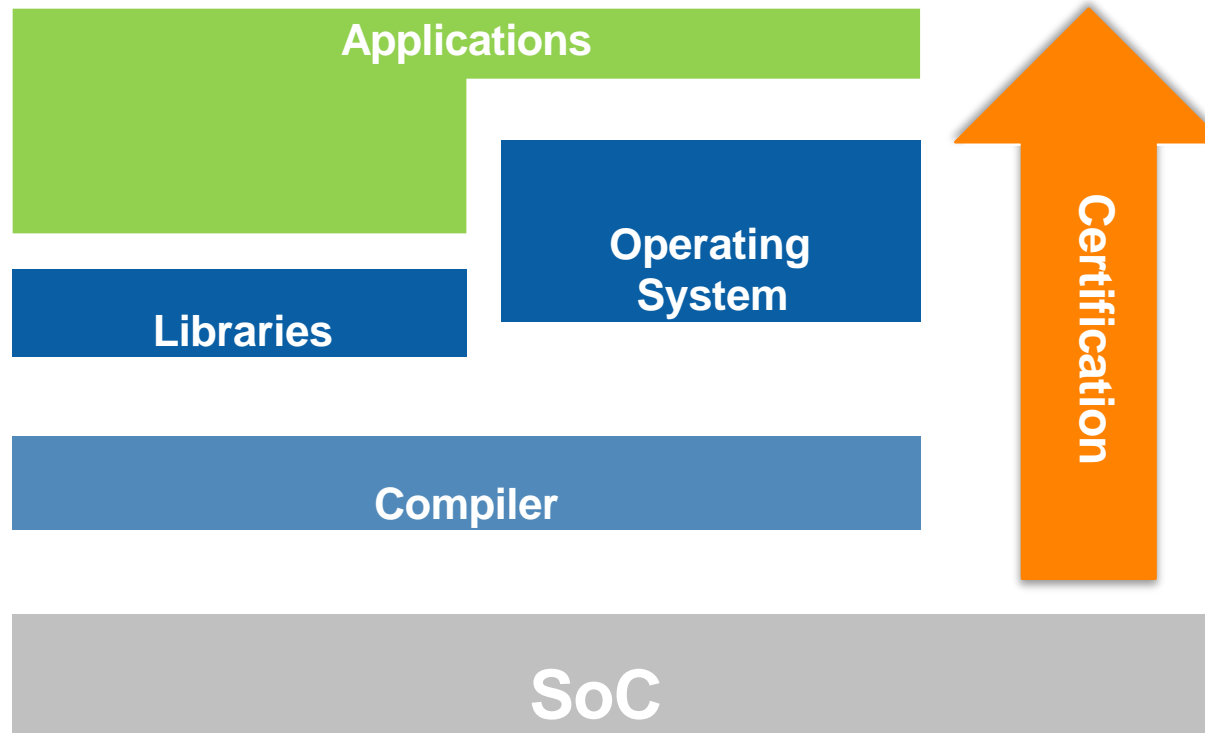 Applications
Operating
System
Libraries
Certification
Compiler
SoC